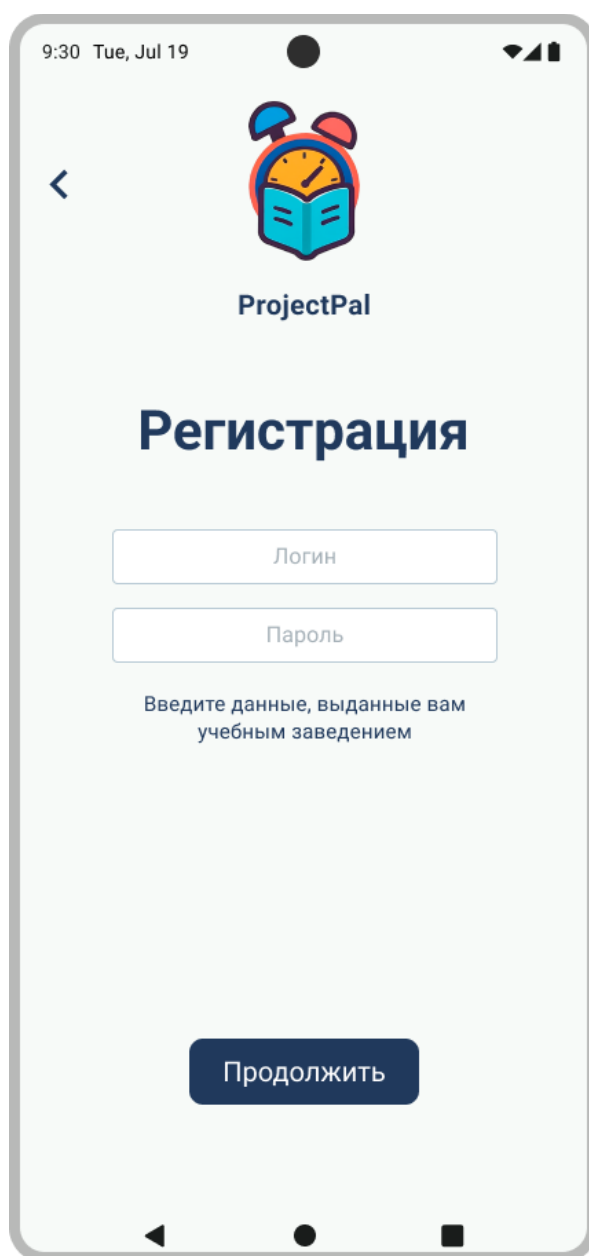 9:30 Tue, Jul 19
ProjectPal
Регистрация
Логин
Пароль
Введите данные, выданные вам
учебным заведением
Продолжить